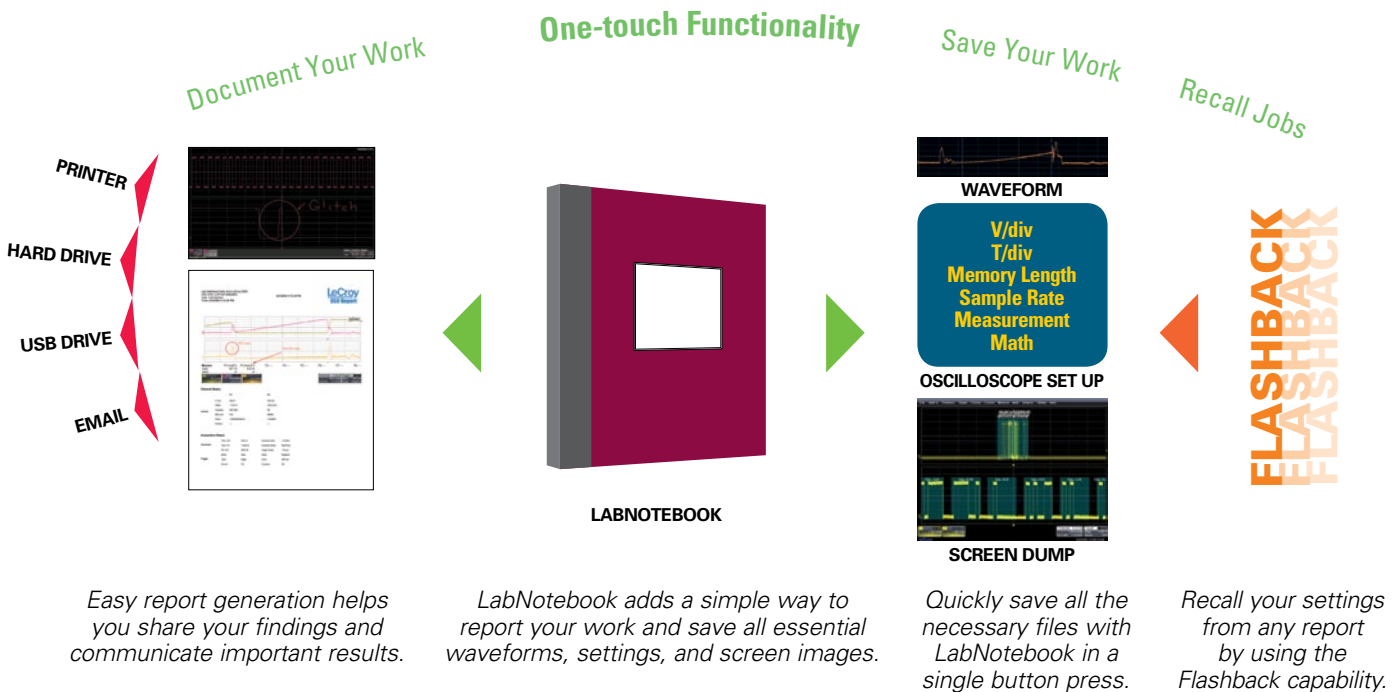 One-touch Functionality
Document Your Work
Save Your Work
Recall Jobs
PRINTER
HARD DRIVE
USB DRIVE
EMAIL
Glitch
LeCroy
LABNOTEBOOK
WAVEFORM
V/div
T/div
Memory Length
Sample Rate
Measurement
Math
OSCILLOSCOPE SET UP
SCREEN DUMP
FLASHBACK
FLASHBACK
FLASHBACK
Easy report generation helps
you share your findings and
communicate important results.
LabNotebook adds a simple way to
report your work and save all essential
waveforms, settings, and screen images.
Quickly save all the
necessary files with
LabNotebook in a
single button press.
Recall your settings
from any report
by using the
Flashback capability.